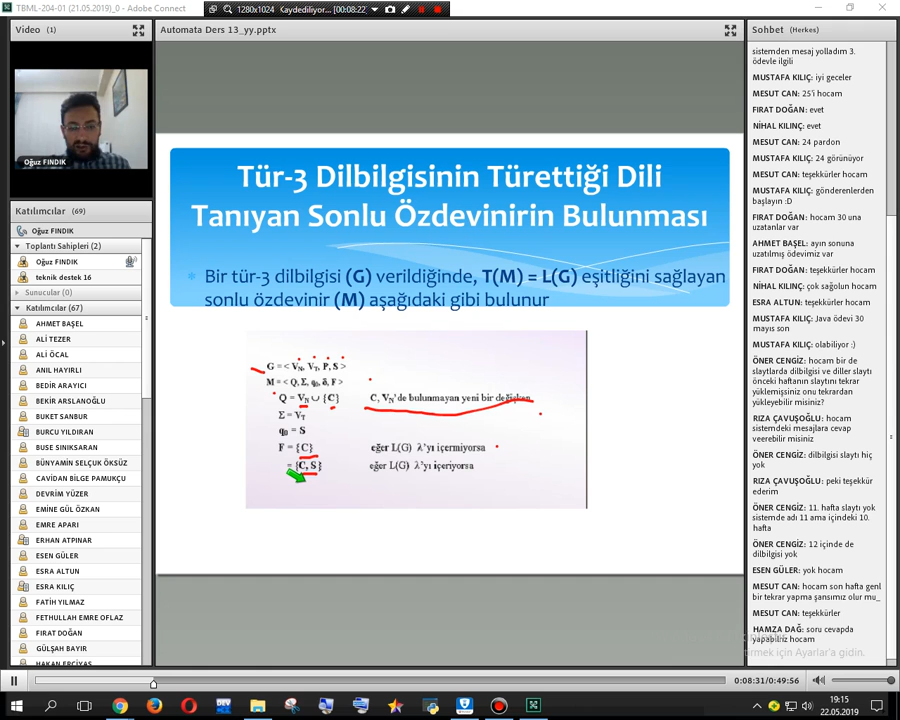 TBML-204-01 (21.05.2019)_0 - Adobe Connect
1280x1024 Kaydediliyor... [00:08:22]
Video (1)
Oğuz FINDIK
Katılımcılar (69)
Oğuz FINDIK
Toplantı Sahipleri (2)
Oğuz FINDIK
teknik destek 16
Sunucular (0)
Katılımcılar (67)
AHMET BAŞEL
ALİ TEZER
ALİ ÖCAL
ANIL HAYIRLI
BEDİR ARAYICI
BEKİR ARSLANOĞLU
BUKET SANBUR
BURCU YILDIRAN
BUSE SINIKSARAN
BÜNYAMİN SELÇUK ÖKSÜZ
CAVİDAN BİLGE PAMUKÇU
DEVRİM YÜZER
EMİNE GÜL ÖZKAN
EMRE APARI
ERHAN ATPINAR
ESEN GÜLER
ESRA ALTUN
ESRA KILIÇ
FATİH YILMAZ
FETHULLAH EMRE OFLAZ
FIRAT DOĞAN
GÜLŞAH BAYIR
HAKAN ERCİYAS
Automata Ders 13_yy.pptx
Tür-3 Dilbilgisinin Türettiği Dili
Tanıyan Sonlu Özdevinirin Bulunması
Bir tür-3 dilbilgisi (G) verildiğinde, T(M) = L(G) eşitliğini sağlayan
sonlu özdevinir (M) aşağıdaki gibi bulunur
G = < VN, VT, P, S >
M = < Q, Σ, q0, δ, F >
Q = VN ∪ {C} C, VN'de bulunmayan yeni bir değişken
Σ = VT
q0 = S
F = {C} eğer L(G) λ'yı içermiyorsa
= {C, S} eğer L(G) λ'yı içeriyorsa
Sohbet (Herkes)
sistemden mesaj yolladım 3.
ödevle ilgili
MUSTAFA KILIÇ: iyi geceler
MESUT CAN: 25'i hocam
FIRAT DOĞAN: evet
NİHAL KILINÇ: evet
MESUT CAN: 24 pardon
MUSTAFA KILIÇ: 24 görünüyor
MESUT CAN: teşekkürler hocam
MUSTAFA KILIÇ: gönderenlerden
başlayın :D
FIRAT DOĞAN: hocam 30 una
uzatanlar var
AHMET BAŞEL: ayın sonuna
uzatılmış ödevimiz var
FIRAT DOĞAN: teşekkürler hocam
NİHAL KILINÇ: çok sağolun hocam
ESRA ALTUN: teşekkürler hocam
MUSTAFA KILIÇ: Java ödevi 30
mayıs son
MUSTAFA KILIÇ: olabiliyor :)
ÖNER CENGİZ: hocam bir de
slaytlarda dilbilgisi ve diller slaytı
önceki haftanın slaytını tekrar
yüklemişsiniz onu tekrardan
yükleyebilir misiniz?
RIZA ÇAVUŞOĞLU: hocam
sistemdeki mesajlara cevap
veerebilir misiniz
ÖNER CENGİZ: dilbilgisi slaytı hiç
yok
RIZA ÇAVUŞOĞLU: peki teşekkür
ederim
ÖNER CENGİZ: 11. hafta slaytı yok
sistemde adı 11 ama içindeki 10.
hafta
ÖNER CENGİZ: 12 içinde de
dilbilgisi yok
ESEN GÜLER: yok hocam
MESUT CAN: hocam son hafta genl
bir tekrar yapma şansımız olur mu_
MESUT CAN: teşekkürler
HAMZA DAĞ: soru cevapda
yapabiliriz hocam
0:08:31/0:49:56
19:15
22.05.2019